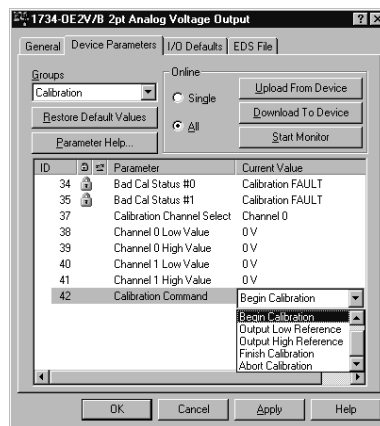 1734-OE2V/B 2pt Analog Voltage Output
General Device Parameters I/O Defaults EDS File
Groups
Calibration
Restore Default Values
Parameter Help...
Online
Single
All
Upload From Device
Download To Device
Start Monitor
ID Parameter Current Value
34 Bad Cal Status #0 Calibration FAULT
35 Bad Cal Status #1 Calibration FAULT
37 Calibration Channel Select Channel 0
38 Channel 0 Low Value 0 V
39 Channel 0 High Value 0 V
40 Channel 1 Low Value 0 V
41 Channel 1 High Value 0 V
42 Calibration Command Begin Calibration
Begin Calibration
Output Low Reference
Output High Reference
Finish Calibration
Abort Calibration
OK Cancel Apply Help